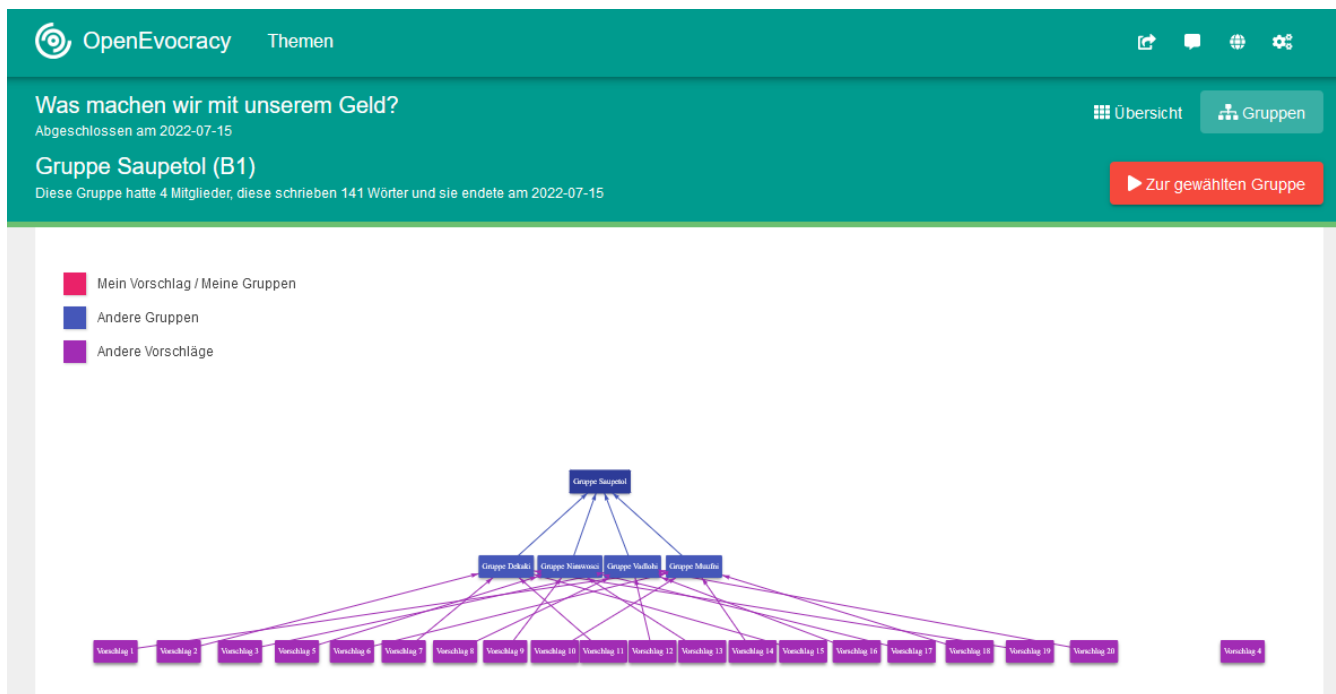 OpenEvocracy Themen
Was machen wir mit unserem Geld?
Abgeschlossen am 2022-07-15
Übersicht Gruppen
Gruppe Saupetol (B1)
Diese Gruppe hatte 4 Mitglieder, diese schrieben 141 Wörter und sie endete am 2022-07-15
Zur gewählten Gruppe
Mein Vorschlag / Meine Gruppen
Andere Gruppen
Andere Vorschläge
Gruppe Saupetol
Gruppe Dekuki Gruppe Gruppe Gruppe
Vorschlag 1 Vorschlag 2 Vorschlag 3 Vorschlag 5 Vorschlag 6 Vorschlag 7 Vorschlag 8 Vorschlag 9 Vorschlag 10 Vorschlag 11 Vorschlag 12 Vorschlag 13 Vorschlag 14 Vorschlag 15 Vorschlag 16 Vorschlag 17 Vorschlag 18 Vorschlag 19 Vorschlag 20 Vorschlag 4